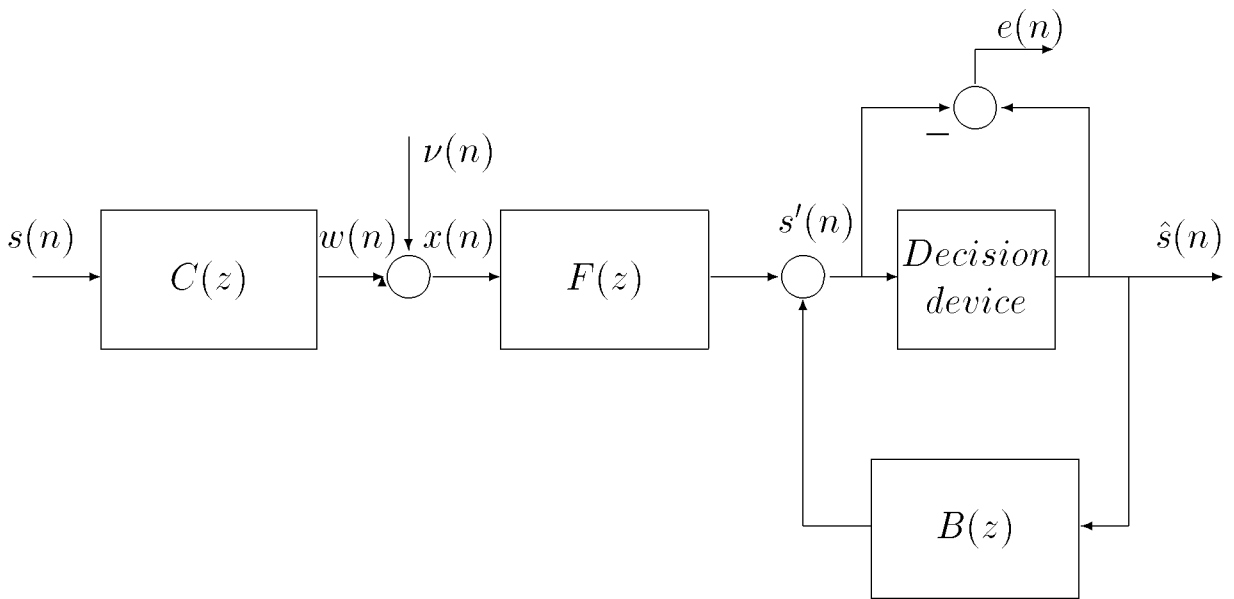 e(n)
−
ν(n)
s(n)
w(n)
x(n)
s′(n)
ŝ(n)
C(z)
F(z)
Decision
device
B(z)